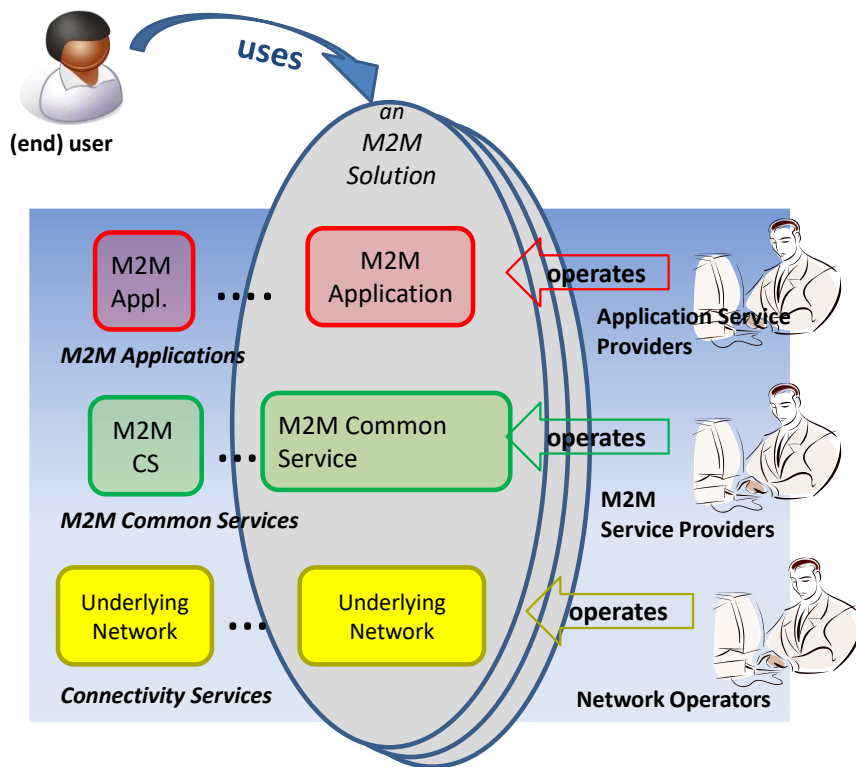 uses
(end) user
an
M2M
Solution
M2M
Appl.
....
M2M
Application
operates
Application Service
Providers
M2M Applications
M2M
CS
...
M2M Common
Service
operates
M2M
Service Providers
M2M Common Services
Underlying
Network
...
Underlying
Network
operates
Network Operators
Connectivity Services